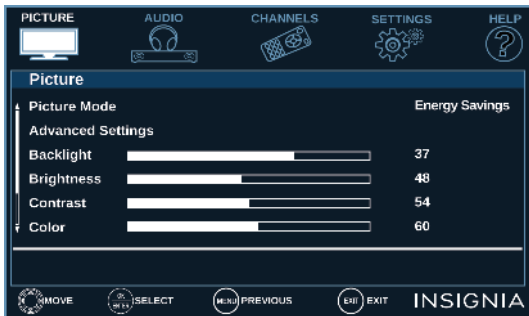 PICTURE AUDIO CHANNELS SETTINGS HELP
Picture
Picture Mode Energy Savings
Advanced Settings
Backlight 37
Brightness 48
Contrast 54
Color 60
MOVE OK ENTER SELECT MENU PREVIOUS EXIT EXIT INSIGNIA